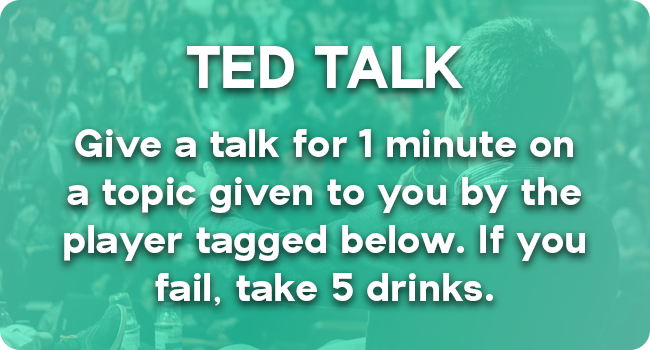 TED TALK
Give a talk for 1 minute on
a topic given to you by the
player tagged below. If you
fail, take 5 drinks.